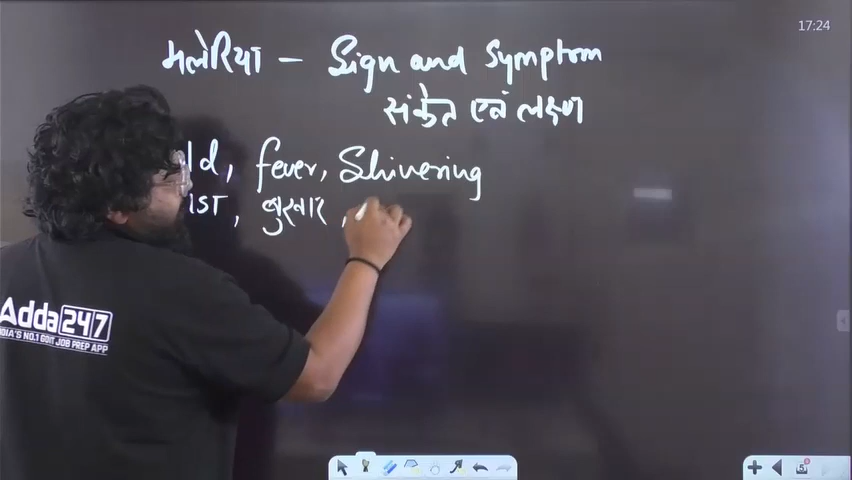 17:24
मलेरिया - Sign and Symptom
संकेत एवं लक्षण
ld, fever, Shivering
, बुखार,
Adda247
INDIA'S NO.1 GOVT JOB PREP APP